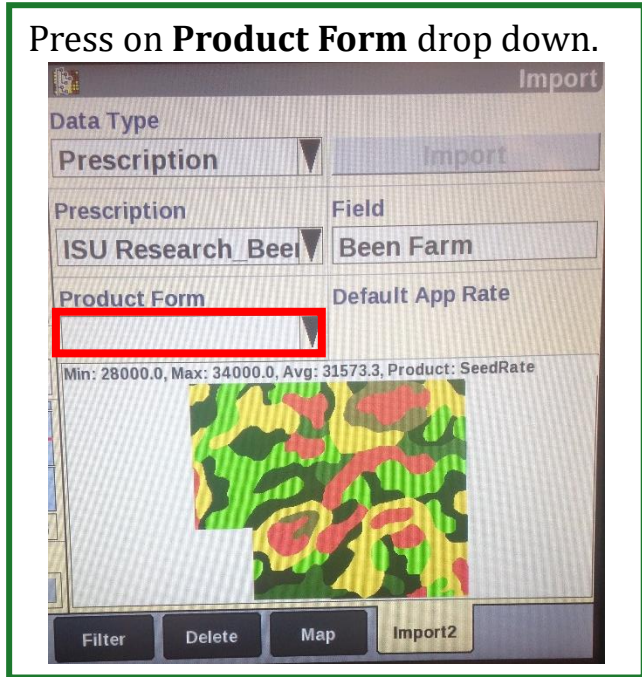 Press on Product Form drop down.
Import
Data Type
Prescription
Import
Prescription
Field
ISU Research_Beer
Been Farm
Product Form
Default App Rate
Min: 28000.0, Max: 34000.0, Avg: 31573.3, Product: SeedRate
Filter
Delete
Map
Import2